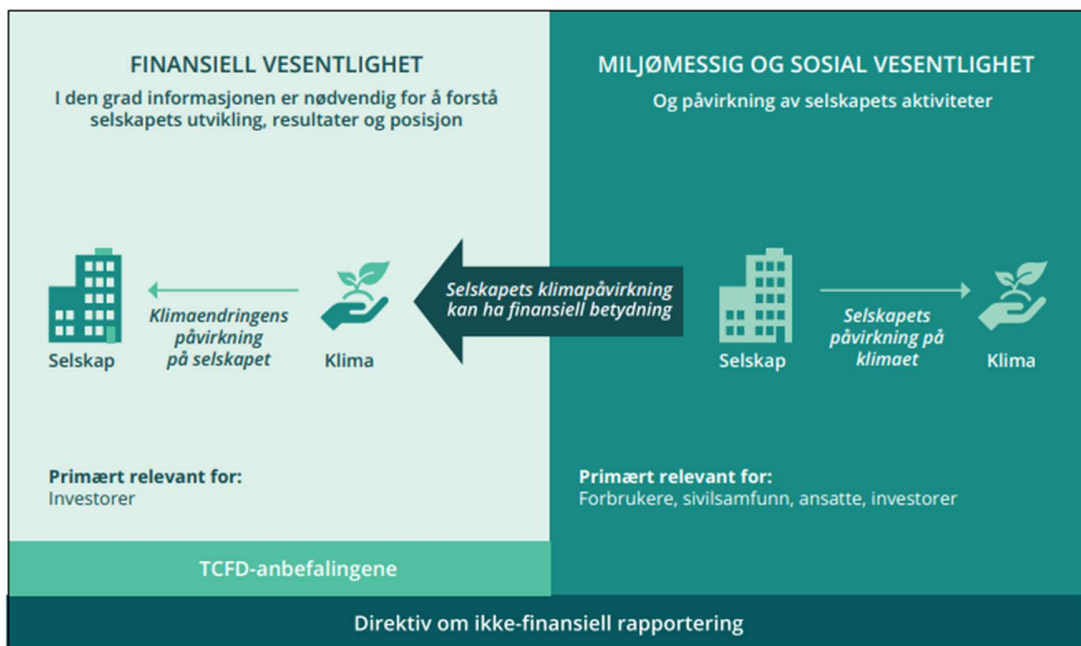 FINANSIELL VESENTLIGHET
I den grad informasjonen er nødvendig for å forstå
selskapets utvikling, resultater og posisjon
Selskap
Klimaendringens
påvirkning
på selskapet
Klima
Primært relevant for:
Investorer
TCFD-anbefalingene
Selskapets klimapåvirkning
kan ha finansiell betydning
MILJØMESSIG OG SOSIAL VESENTLIGHET
Og påvirkning av selskapets aktiviteter
Selskap
Selskapets
påvirkning på
klimaet
Klima
Primært relevant for:
Forbrukere, sivilsamfunn, ansatte, investorer
Direktiv om ikke-finansiell rapportering